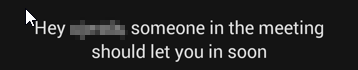 Hey someone in the meeting
should let you in soon